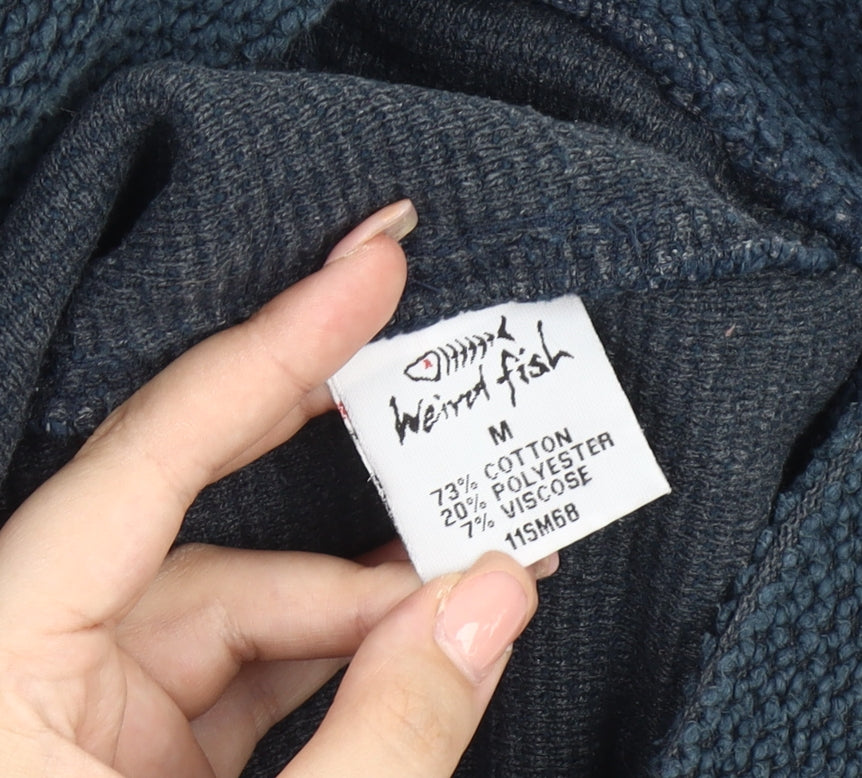 Weird fish
M
73% COTTON
20% POLYESTER
7% VISCOSE
11SM68